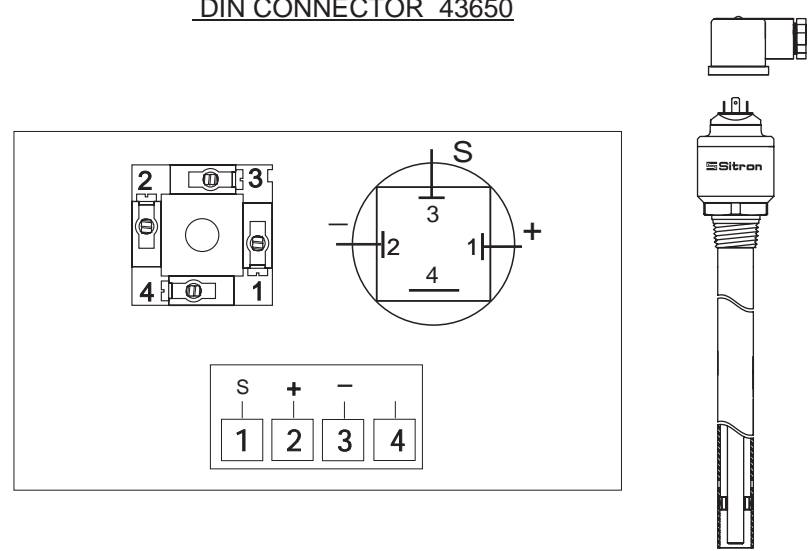 DIN CONNECTOR 43650
Sitron
2 3
4 1
S
3
− 2 1 +
4
S + −
1 2 3 4